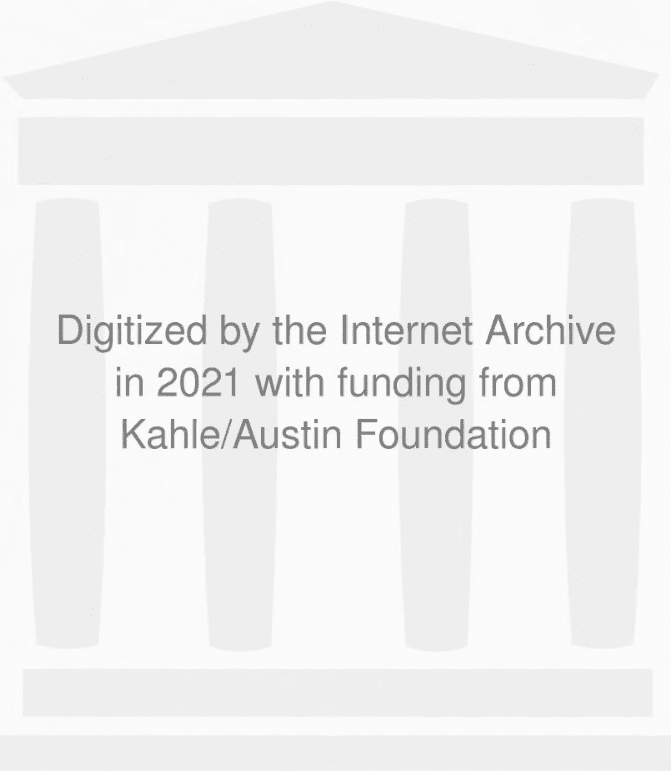 Digitized by the Internet Archive
in 2021 with funding from
Kahle/Austin Foundation